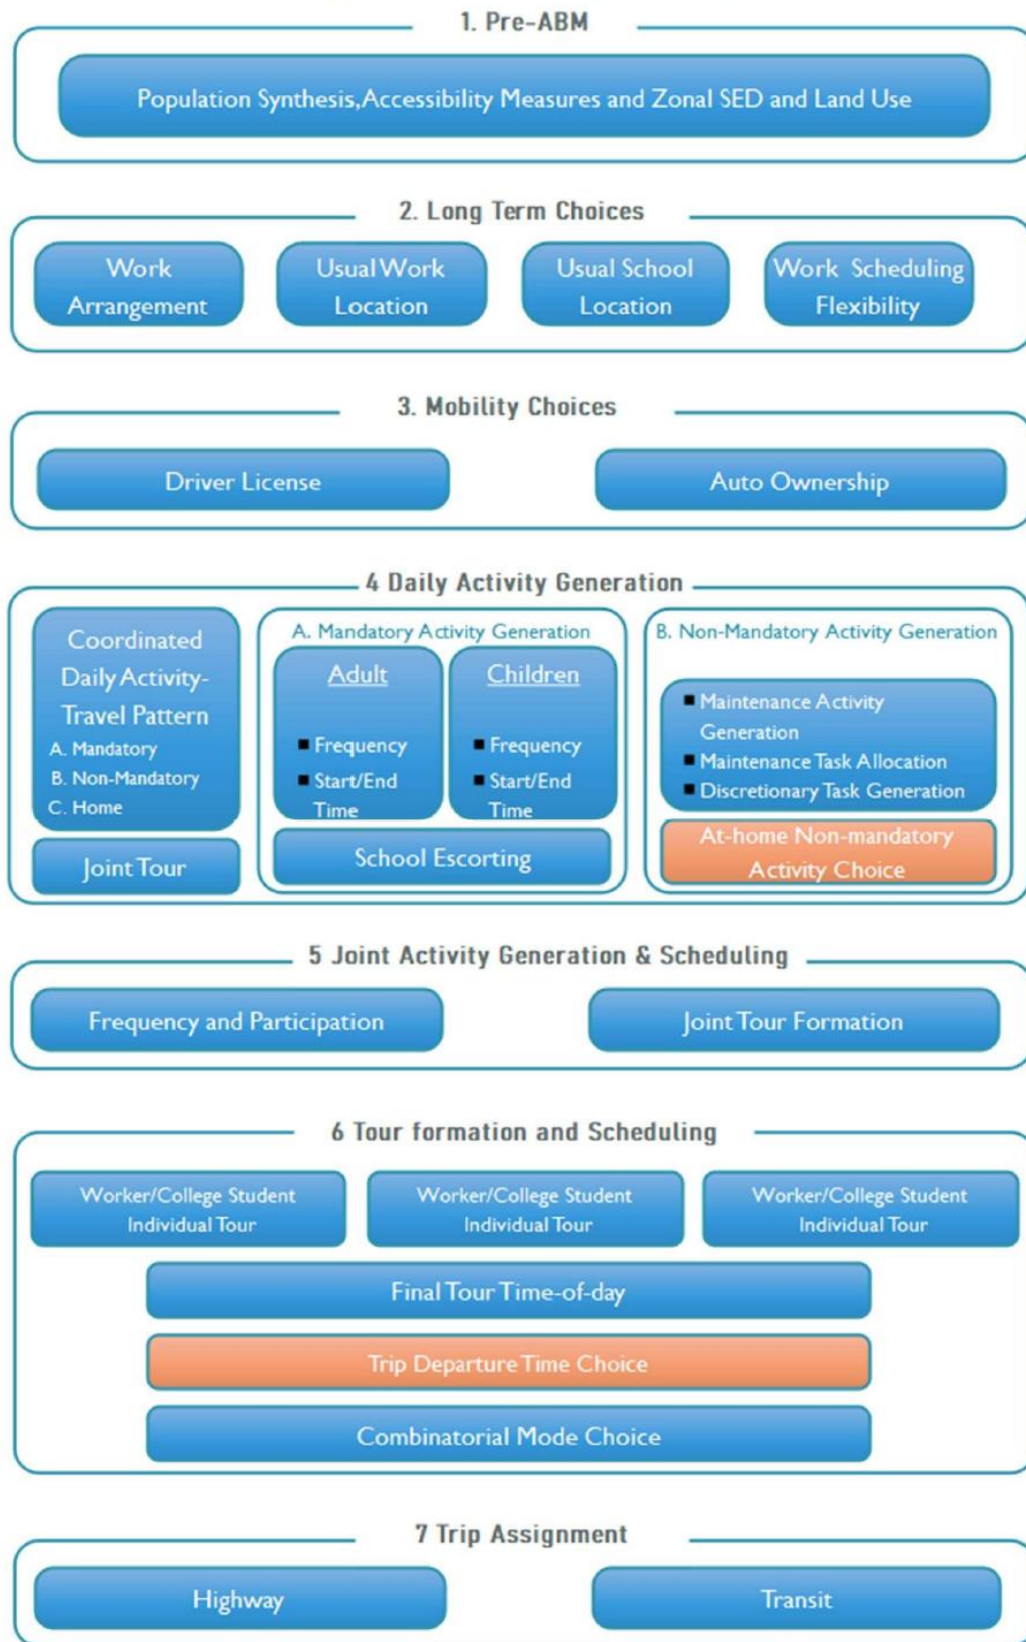 1. Pre-ABM
Population Synthesis, Accessibility Measures and Zonal SED and Land Use
2. Long Term Choices
Work
Arrangement
Usual Work
Location
Usual School
Location
Work Scheduling
Flexibility
3. Mobility Choices
Driver License
Auto Ownership
4 Daily Activity Generation
Coordinated
Daily Activity-
Travel Pattern
A. Mandatory
B. Non-Mandatory
C. Home
Joint Tour
A. Mandatory Activity Generation
Adult
■ Frequency
■ Start/End
Time
Children
■ Frequency
■ Start/End
Time
School Escorting
B. Non-Mandatory Activity Generation
■ Maintenance Activity
Generation
■ Maintenance Task Allocation
■ Discretionary Task Generation
At-home Non-mandatory
Activity Choice
5 Joint Activity Generation & Scheduling
Frequency and Participation
Joint Tour Formation
6 Tour formation and Scheduling
Worker/College Student
Individual Tour
Worker/College Student
Individual Tour
Worker/College Student
Individual Tour
Final Tour Time-of-day
Trip Departure Time Choice
Combinatorial Mode Choice
7 Trip Assignment
Highway
Transit